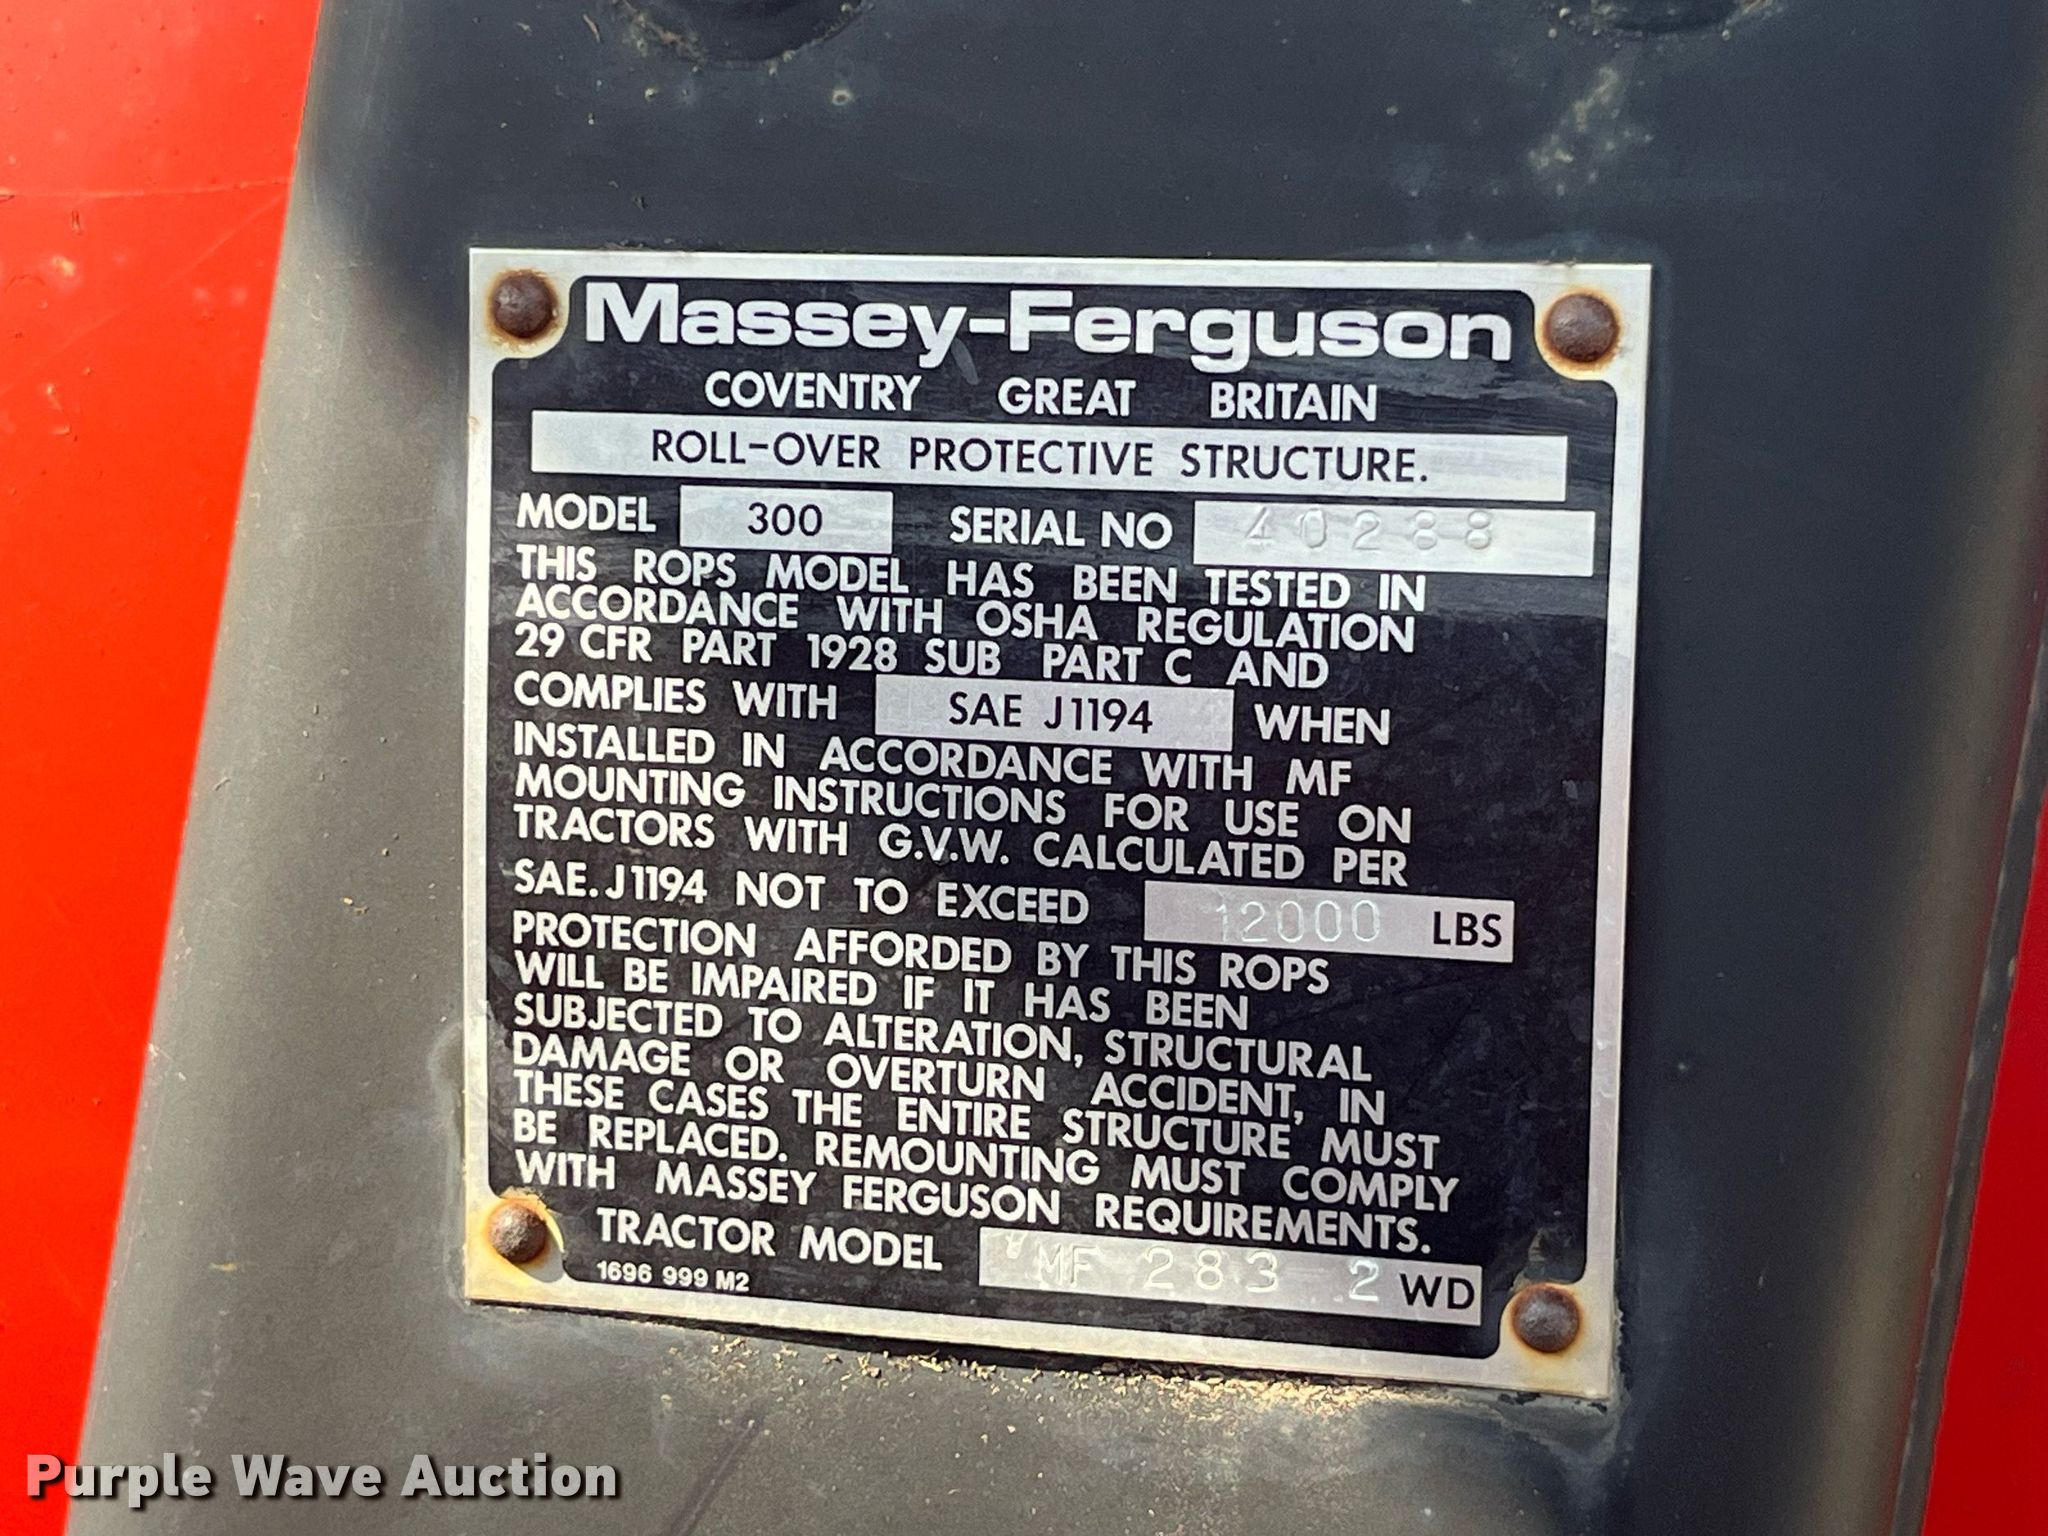 Massey-Ferguson
COVENTRY GREAT BRITAIN
ROLL-OVER PROTECTIVE STRUCTURE.
MODEL 300 SERIAL NO 40288
THIS ROPS MODEL HAS BEEN TESTED IN
ACCORDANCE WITH OSHA REGULATION
29 CFR PART 1928 SUB PART C AND
COMPLIES WITH SAE J1194 WHEN
INSTALLED IN ACCORDANCE WITH MF
MOUNTING INSTRUCTIONS FOR USE ON
TRACTORS WITH G.V.W. CALCULATED PER
SAE. J1194 NOT TO EXCEED 12000 LBS
PROTECTION AFFORDED BY THIS ROPS
WILL BE IMPAIRED IF IT HAS BEEN
SUBJECTED TO ALTERATION, STRUCTURAL
DAMAGE OR OVERTURN ACCIDENT, IN
THESE CASES THE ENTIRE STRUCTURE MUST
BE REPLACED. REMOUNTING MUST COMPLY
WITH MASSEY FERGUSON REQUIREMENTS.
TRACTOR MODEL MF 283 2 WD
1696 999 M2
Purple Wave Auction